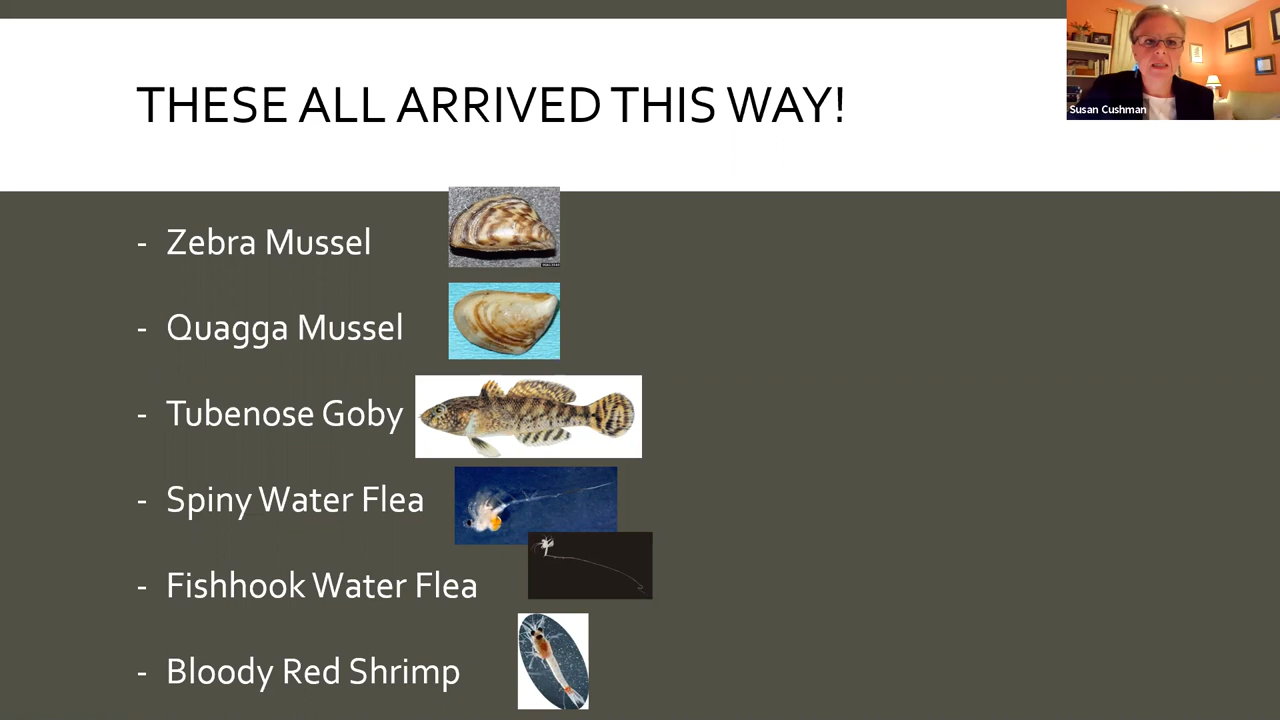 THESE ALL ARRIVED THIS WAY!
Susan Cushman
- Zebra Mussel
- Quagga Mussel
- Tubenose Goby
- Spiny Water Flea
- Fishhook Water Flea
- Bloody Red Shrimp